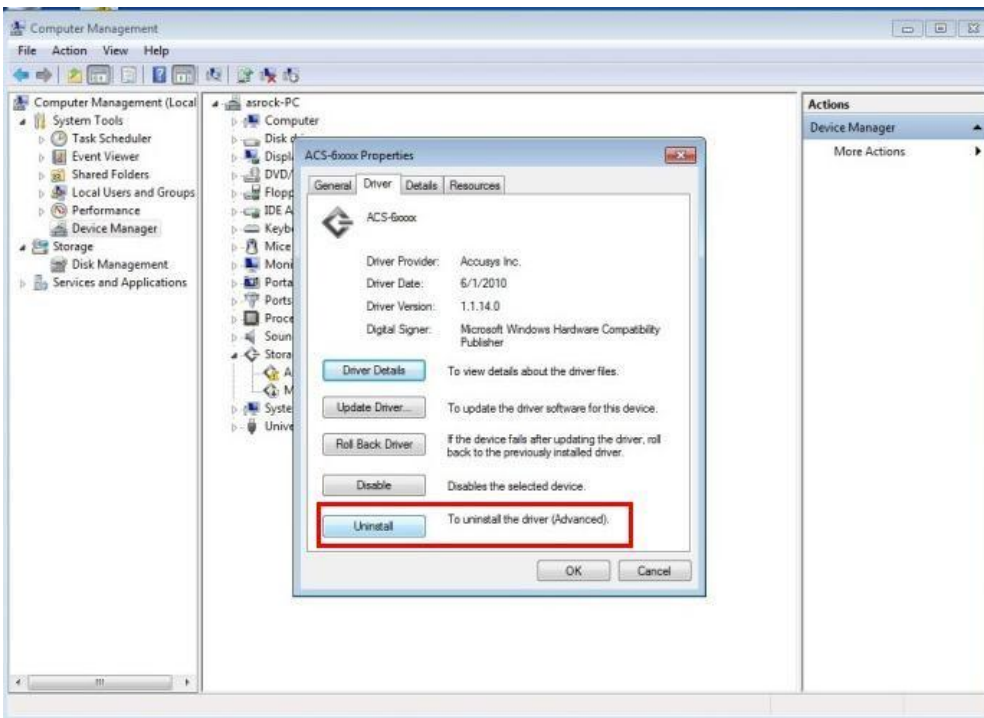 Computer Management
File Action View Help
Computer Management (Local
System Tools
Task Scheduler
Event Viewer
Shared Folders
Local Users and Groups
Performance
Device Manager
Storage
Disk Management
Services and Applications
asrock-PC
Computer
Disk
Displ
DVD/
Flopp
IDE A
Keyb
Mice
Moni
Porta
Ports
Proce
Soun
Stora
A
M
Syste
Unive
ACS-6xxxx Properties
General Driver Details Resources
ACS-6xxxx
Driver Provider: Accusys Inc.
Driver Date: 6/1/2010
Driver Version: 1.1.14.0
Digital Signer: Microsoft Windows Hardware Compatibility
Publisher
Driver Details To view details about the driver files.
Update Driver... To update the driver software for this device.
Roll Back Driver If the device fails after updating the driver, roll
back to the previously installed driver.
Disable Disables the selected device.
Uninstall To uninstall the driver (Advanced).
OK Cancel
Actions
Device Manager
More Actions